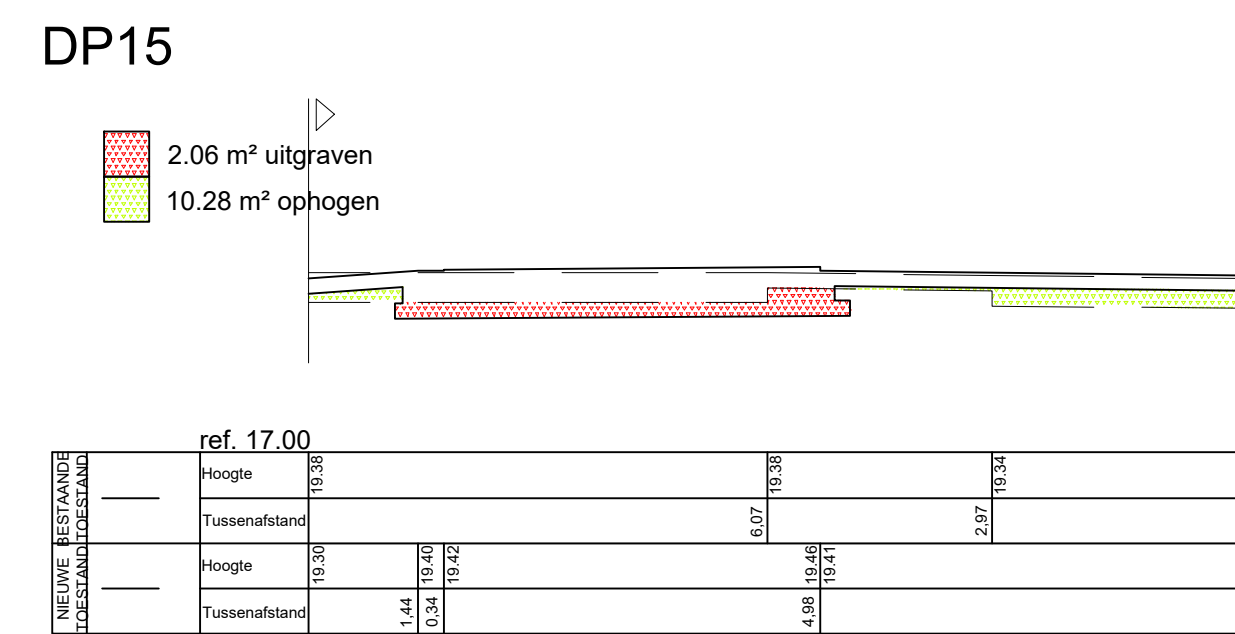 DP15
2.06 m² uitgraven
10.28 m² ophogen
ref. 17.00
BESTAANDE TOESTAND
Hoogte 19.38 19.38 19.34
Tussenafstand 6,07 2,97
NIEUWE TOESTAND
Hoogte 19.30 19.40 19.42 19.46 19.41
Tussenafstand 1,44 0,34 4,98